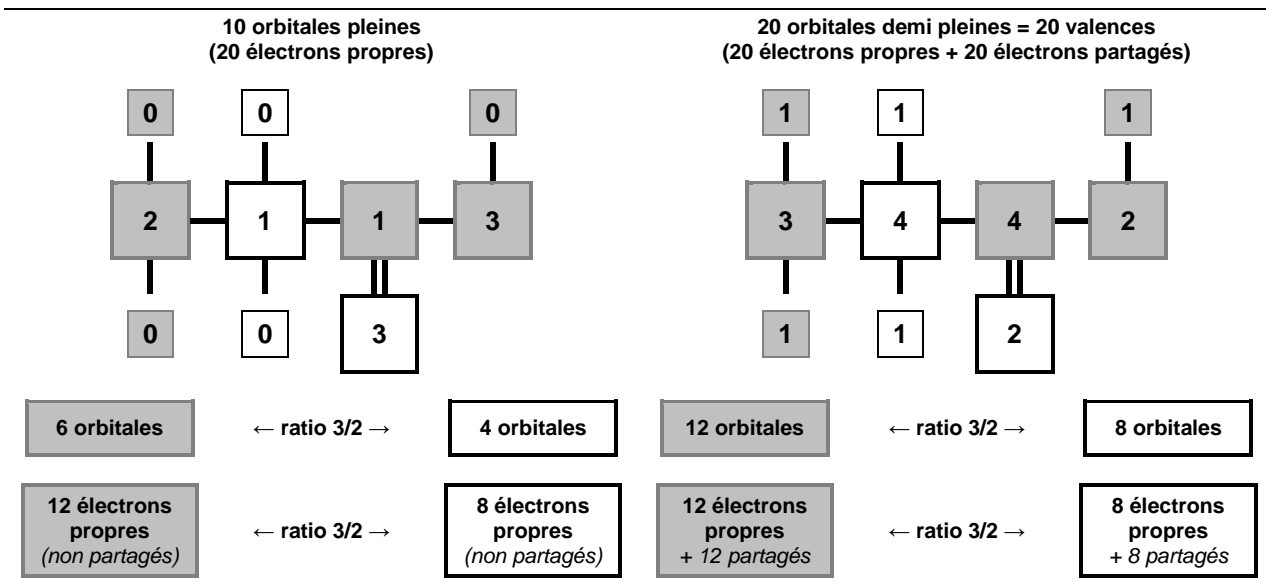 10 orbitales pleines
(20 électrons propres)
0 0 0
2 1 1 3
0 0 3
6 orbitales ← ratio 3/2 → 4 orbitales
12 électrons
propres
(non partagés)
← ratio 3/2 →
8 électrons
propres
(non partagés)
20 orbitales demi pleines = 20 valences
(20 électrons propres + 20 électrons partagés)
1 1 1
3 4 4 2
1 1 2
12 orbitales ← ratio 3/2 → 8 orbitales
12 électrons
propres
+ 12 partagés
← ratio 3/2 →
8 électrons
propres
+ 8 partagés